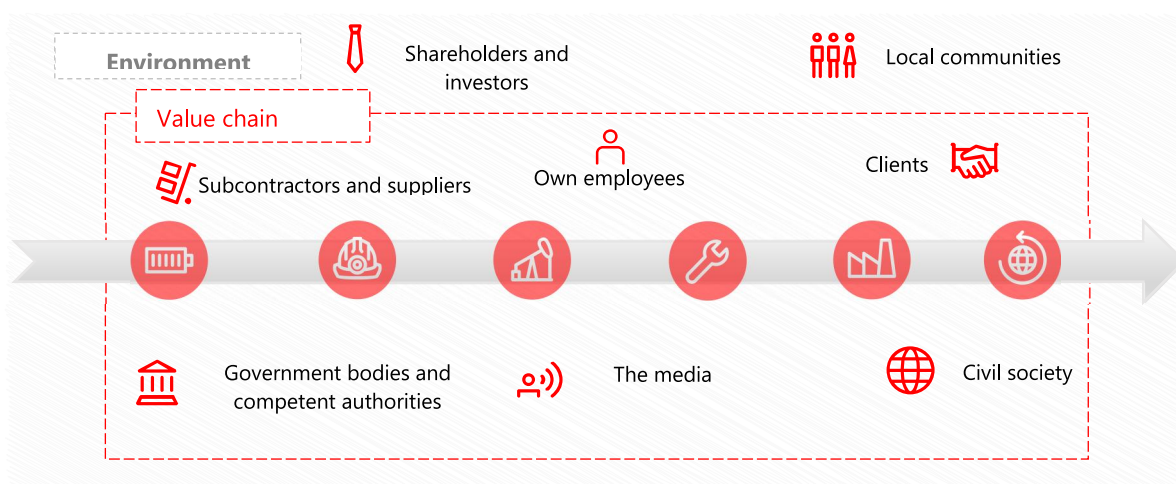 Environment
Shareholders and
investors
Local communities
Value chain
Subcontractors and suppliers
Own employees
Clients
Government bodies and
competent authorities
The media
Civil society